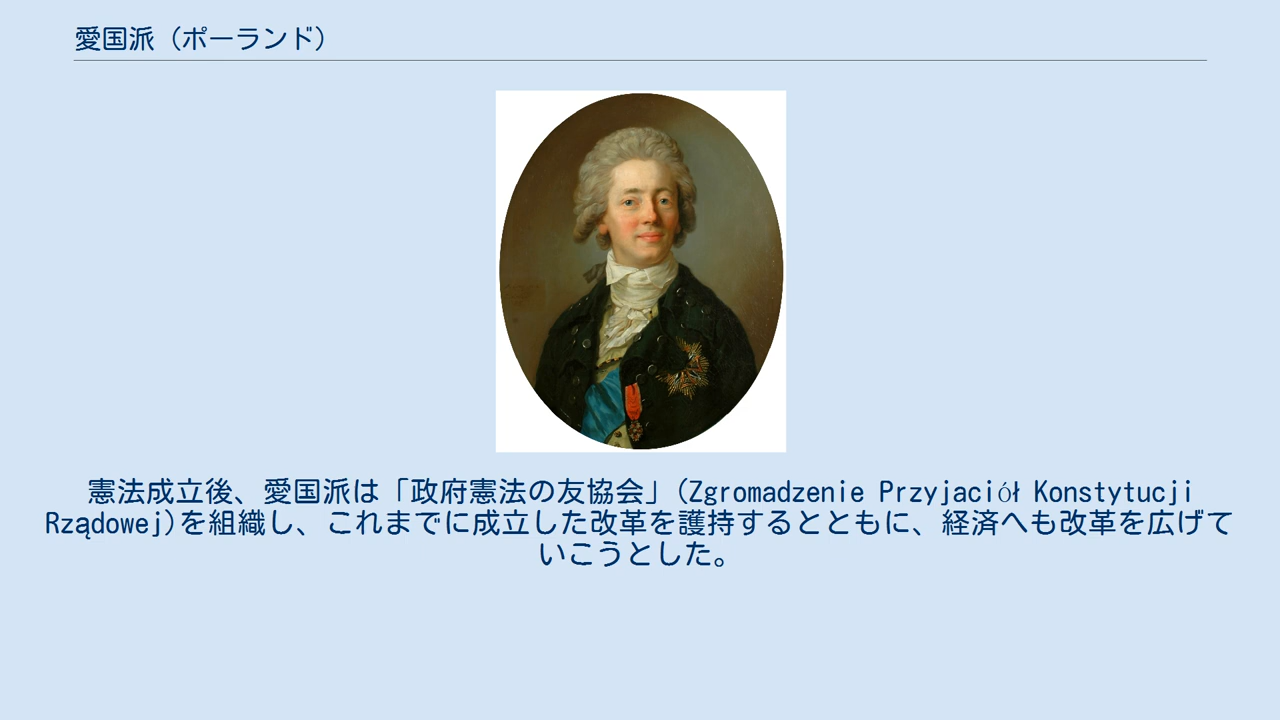 愛国派（ポーランド）
憲法成立後、愛国派は「政府憲法の友協会」(Zgromadzenie Przyjaciół Konstytucji
Rządowej)を組織し、これまでに成立した改革を護持するとともに、経済へも改革を広げて
いこうとした。